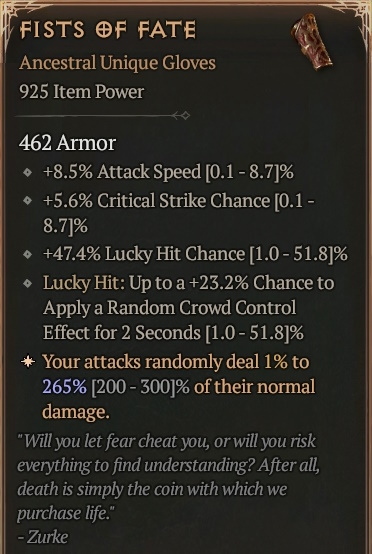 FISTS OF FATE
Ancestral Unique Gloves
925 Item Power
462 Armor
+8.5% Attack Speed [0.1 - 8.7]%
+5.6% Critical Strike Chance [0.1 -
8.7]%
+47.4% Lucky Hit Chance [1.0 - 51.8]%
Lucky Hit: Up to a +23.2% Chance to
Apply a Random Crowd Control
Effect for 2 Seconds [1.0 - 51.8]%
Your attacks randomly deal 1% to
265% [200 - 300]% of their normal
damage.
"Will you let fear cheat you, or will you risk
everything to find understanding? After all,
death is simply the coin with which we
purchase life."
- Zurke